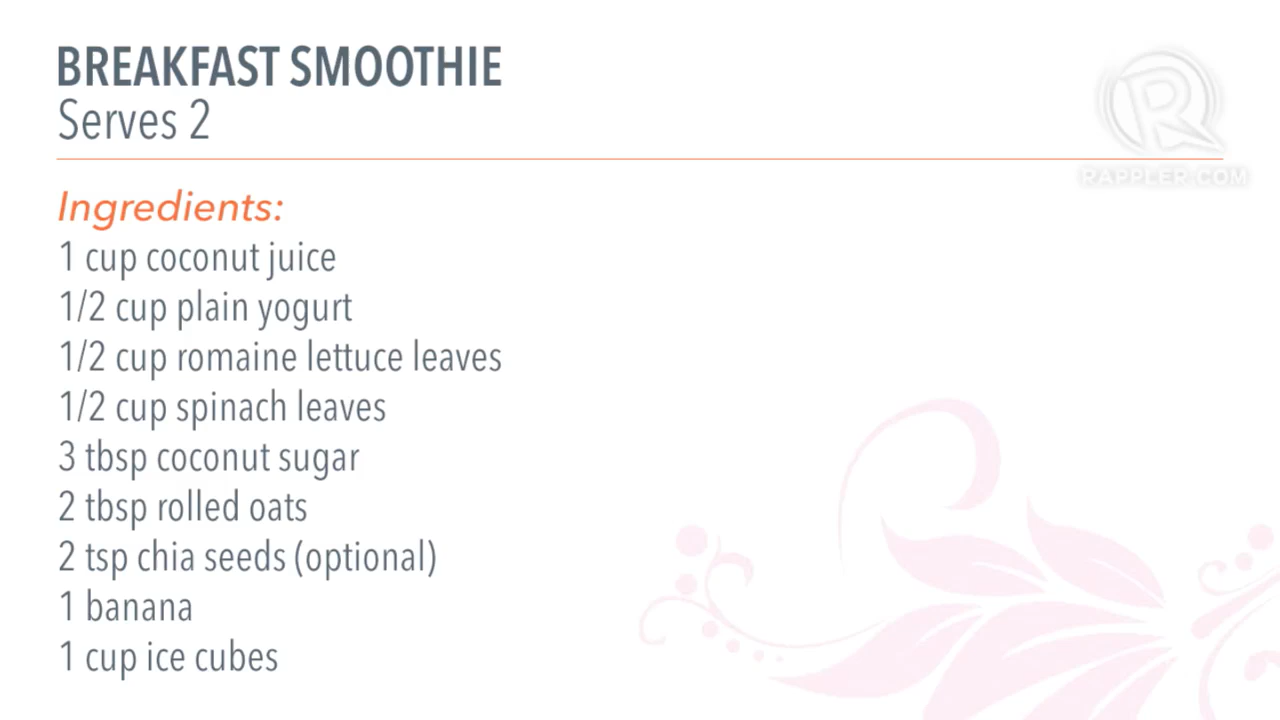 BREAKFAST SMOOTHIE
Serves 2
RAPPLER.COM
Ingredients:
1 cup coconut juice
1/2 cup plain yogurt
1/2 cup romaine lettuce leaves
1/2 cup spinach leaves
3 tbsp coconut sugar
2 tbsp rolled oats
2 tsp chia seeds (optional)
1 banana
1 cup ice cubes